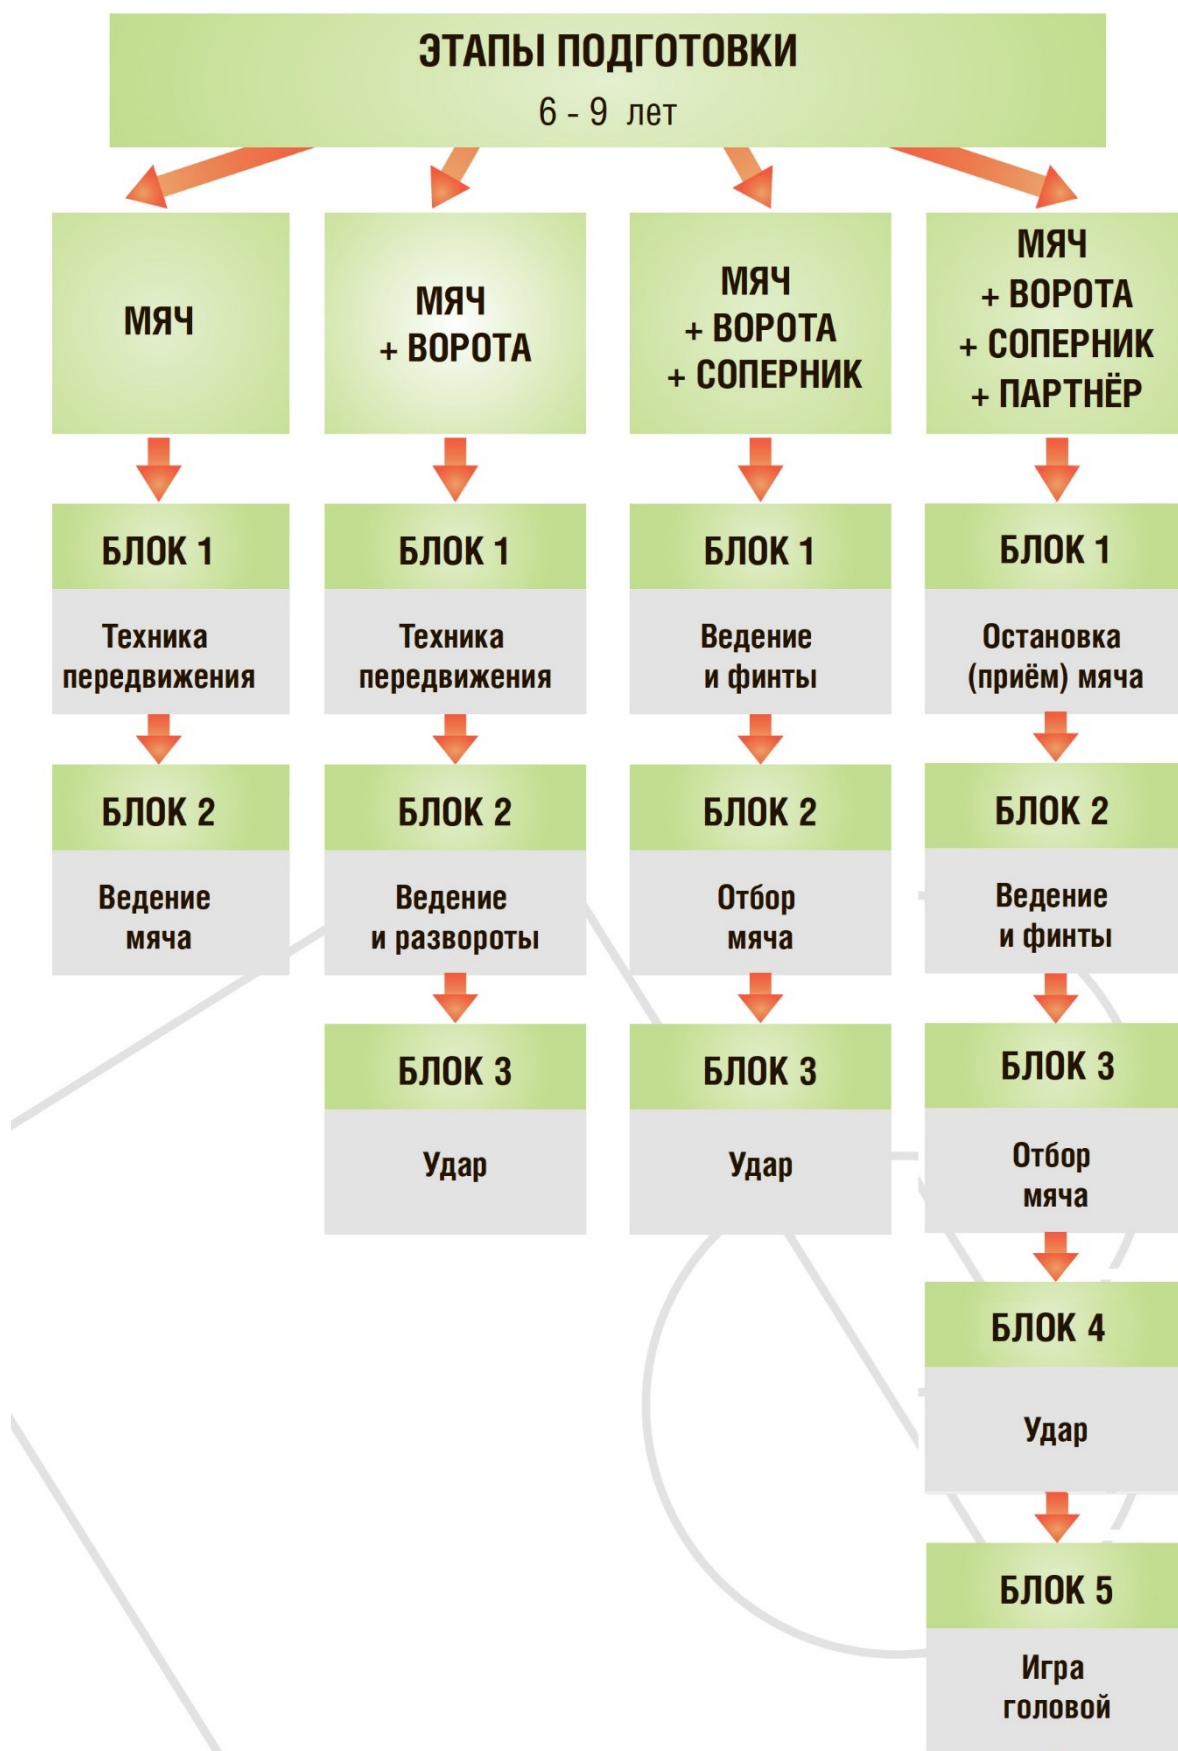 ЭТАПЫ ПОДГОТОВКИ
6 - 9 лет
МЯЧ
БЛОК 1
Техника
передвижения
БЛОК 2
Ведение
мяча
МЯЧ
+ ВОРОТА
БЛОК 1
Техника
передвижения
БЛОК 2
Ведение
и развороты
БЛОК 3
Удар
МЯЧ
+ ВОРОТА
+ СОПЕРНИК
БЛОК 1
Ведение
и финты
БЛОК 2
Отбор
мяча
БЛОК 3
Удар
МЯЧ
+ ВОРОТА
+ СОПЕРНИК
+ ПАРТНЁР
БЛОК 1
Остановка
(приём) мяча
БЛОК 2
Ведение
и финты
БЛОК 3
Отбор
мяча
БЛОК 4
Удар
БЛОК 5
Игра
головой